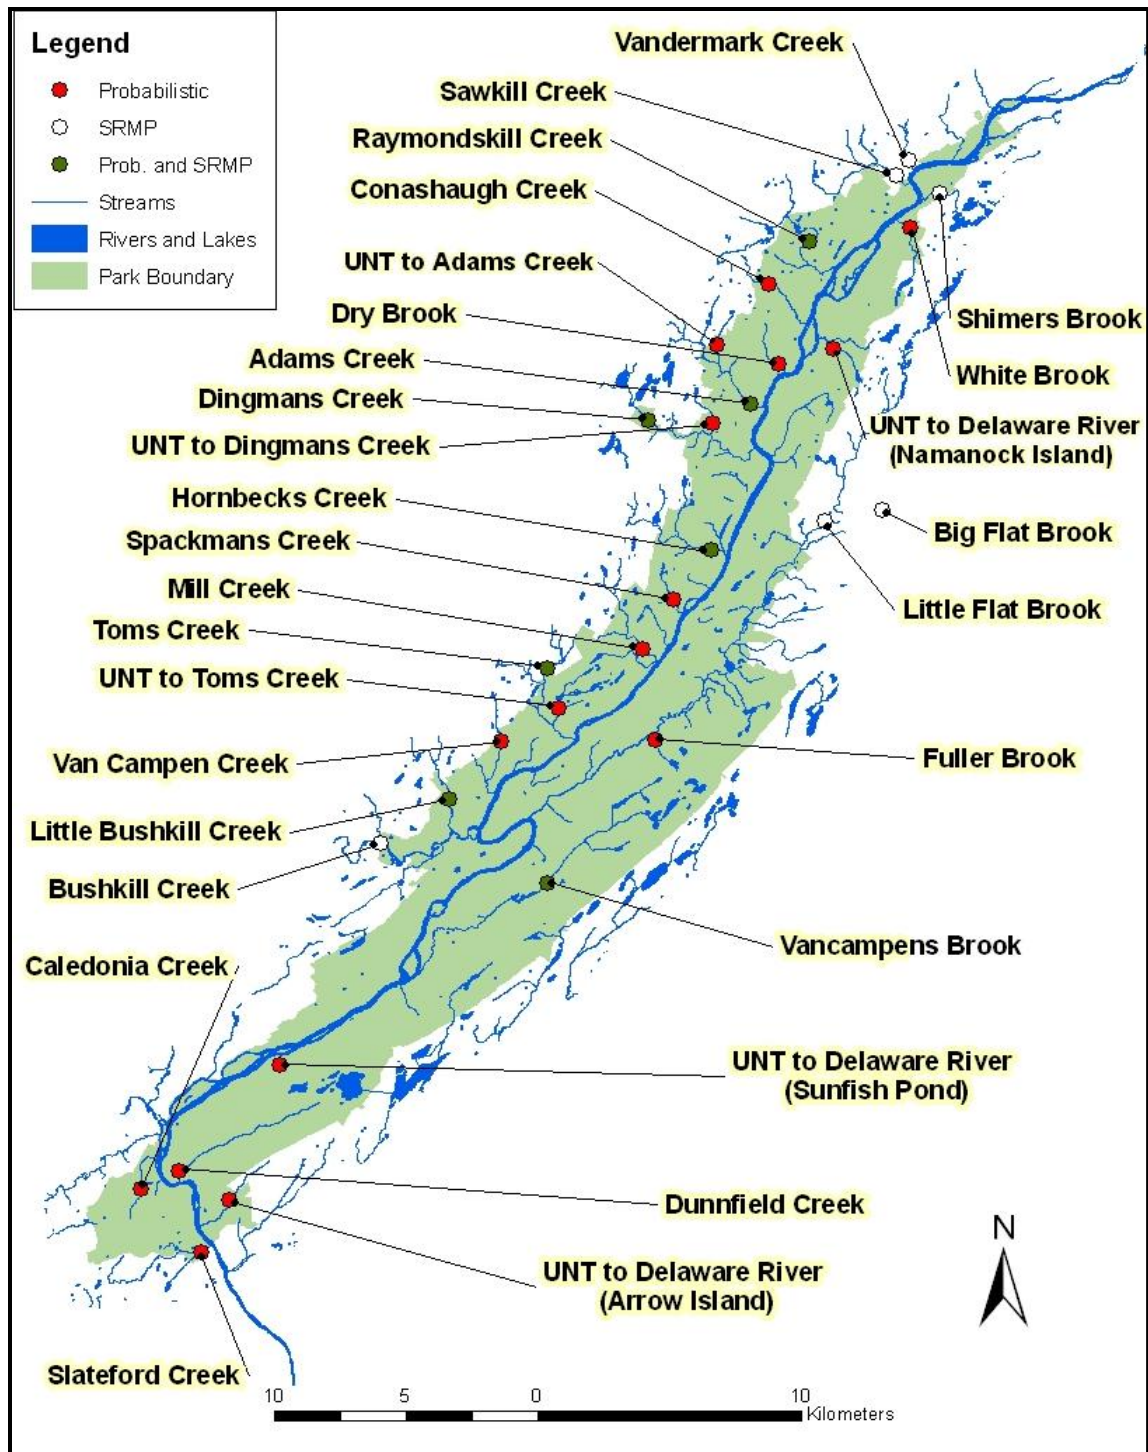 Legend
Probabilistic
SRMP
Prob. and SRMP
Streams
Rivers and Lakes
Park Boundary
Vandermark Creek
Sawkill Creek
Raymondskill Creek
Conashaugh Creek
UNT to Adams Creek
Dry Brook
Adams Creek
Dingmans Creek
UNT to Dingmans Creek
Hornbecks Creek
Spackmans Creek
Mill Creek
Toms Creek
UNT to Toms Creek
Van Campen Creek
Little Bushkill Creek
Bushkill Creek
Caledonia Creek
Shimers Brook
White Brook
UNT to Delaware River
(Namanock Island)
Big Flat Brook
Little Flat Brook
Fuller Brook
Vancampens Brook
UNT to Delaware River
(Sunfish Pond)
Dunnfield Creek
UNT to Delaware River
(Arrow Island)
Slateford Creek
N
10 5 0 10
Kilometers